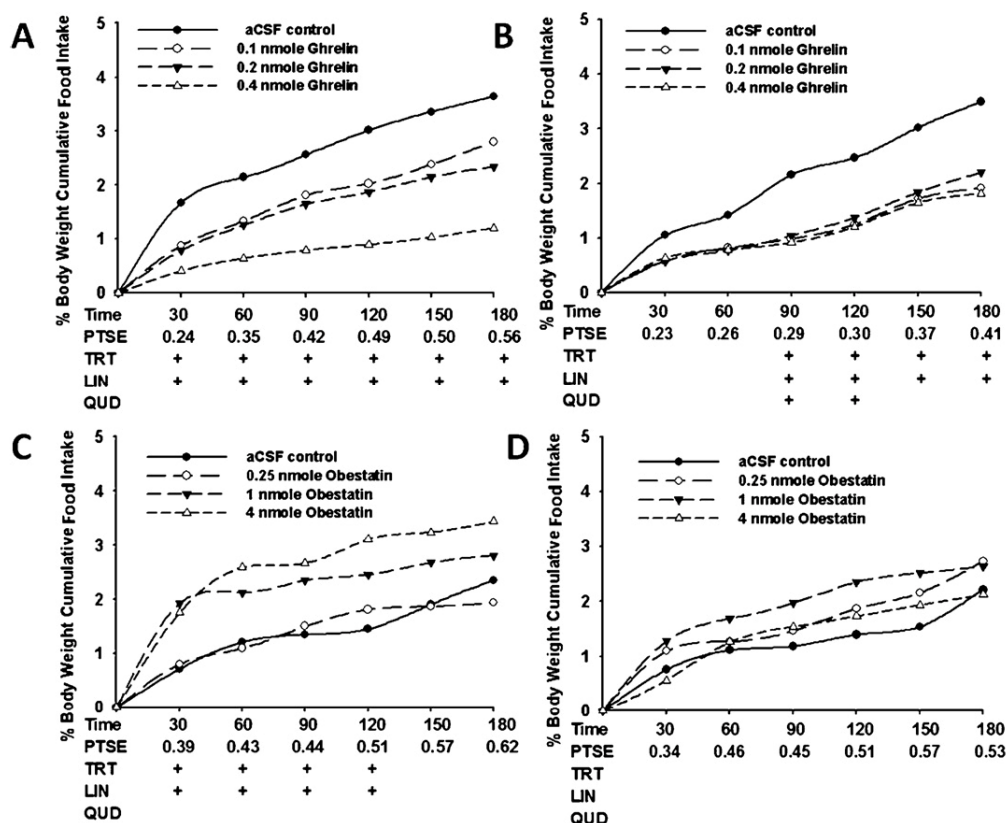 A
% Body Weight Cumulative Food Intake
5
4
3
2
1
0
aCSF control
0.1 nmole Ghrelin
0.2 nmole Ghrelin
0.4 nmole Ghrelin
Time 30 60 90 120 150 180
PTSE 0.24 0.35 0.42 0.49 0.50 0.56
TRT + + + + + +
LIN + + + + + +
QUD
B
% Body Weight Cumulative Food Intake
5
4
3
2
1
0
aCSF control
0.1 nmole Ghrelin
0.2 nmole Ghrelin
0.4 nmole Ghrelin
Time 30 60 90 120 150 180
PTSE 0.23 0.26 0.29 0.30 0.37 0.41
TRT + + + +
LIN + + + +
QUD + +
C
% Body Weight Cumulative Food Intake
5
4
3
2
1
0
aCSF control
0.25 nmole Obestatin
1 nmole Obestatin
4 nmole Obestatin
Time 30 60 90 120 150 180
PTSE 0.39 0.43 0.44 0.51 0.57 0.62
TRT + + + +
LIN + + + +
QUD
D
% Body Weight Cumulative Food Intake
5
4
3
2
1
0
aCSF control
0.25 nmole Obestatin
1 nmole Obestatin
4 nmole Obestatin
Time 30 60 90 120 150 180
PTSE 0.34 0.46 0.45 0.51 0.57 0.53
TRT
LIN
QUD